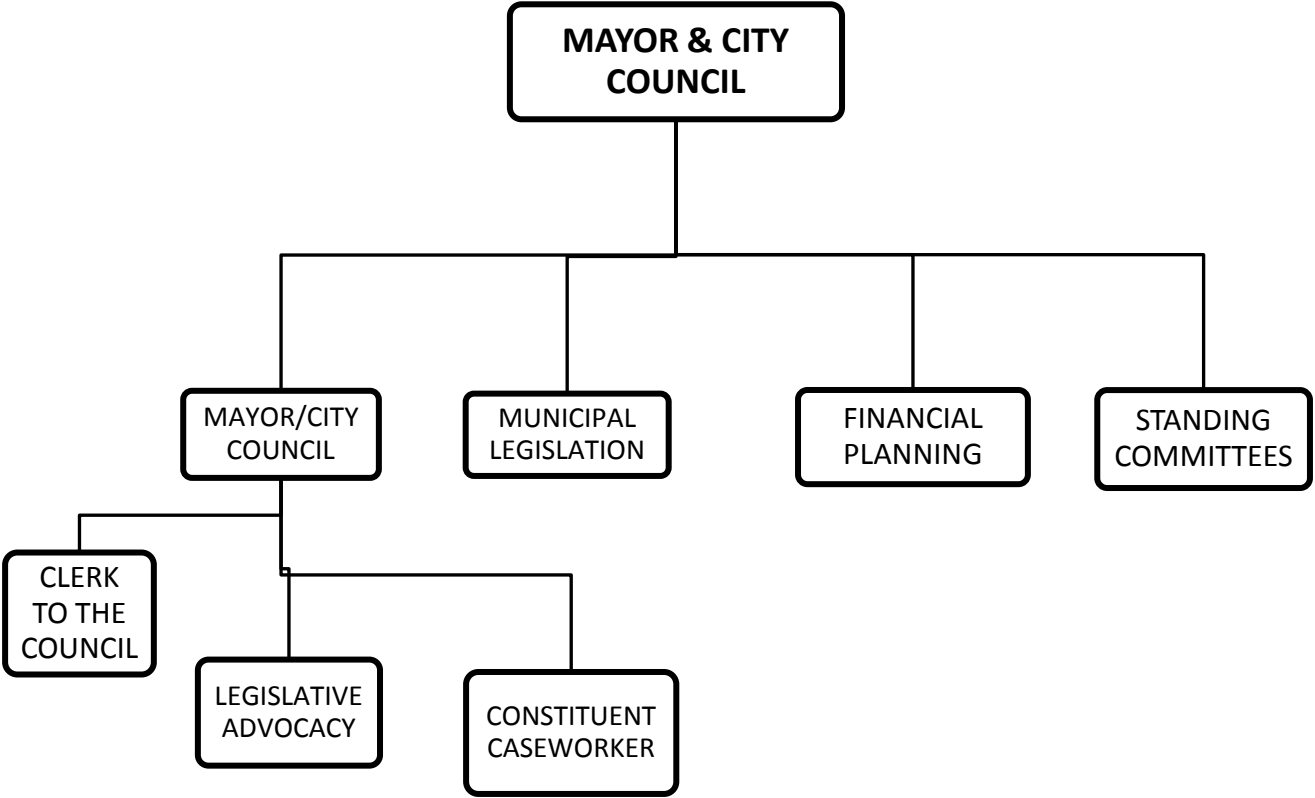 MAYOR & CITY
COUNCIL
MAYOR/CITY
COUNCIL
MUNICIPAL
LEGISLATION
FINANCIAL
PLANNING
STANDING
COMMITTEES
CLERK
TO THE
COUNCIL
LEGISLATIVE
ADVOCACY
CONSTITUENT
CASEWORKER